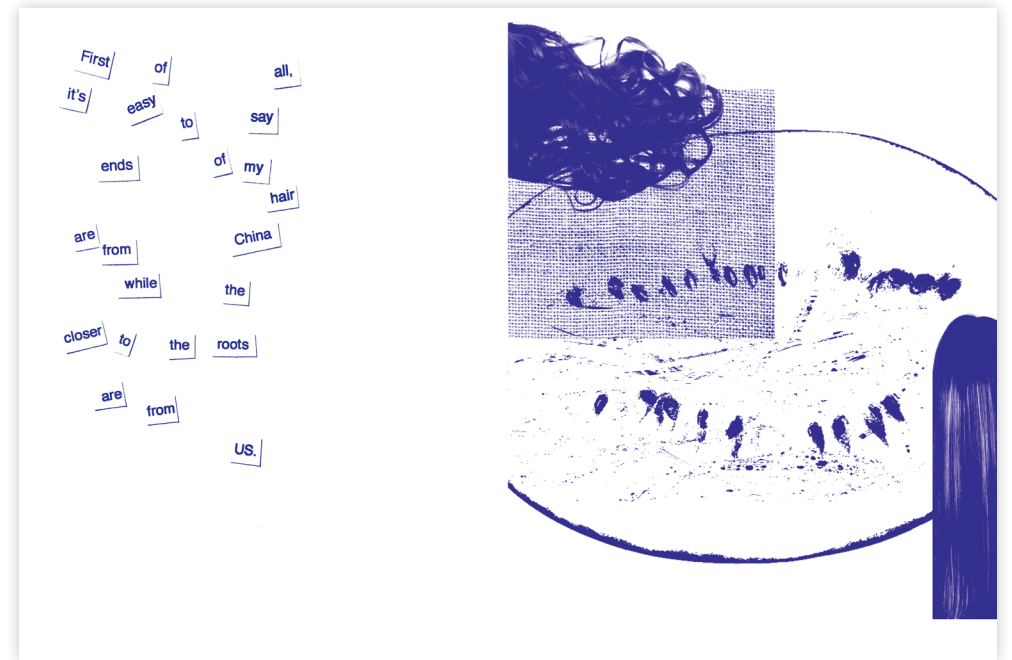 First of all,
it's easy to say
ends of my
hair
are from China
while the
closer to the roots
are from
US.